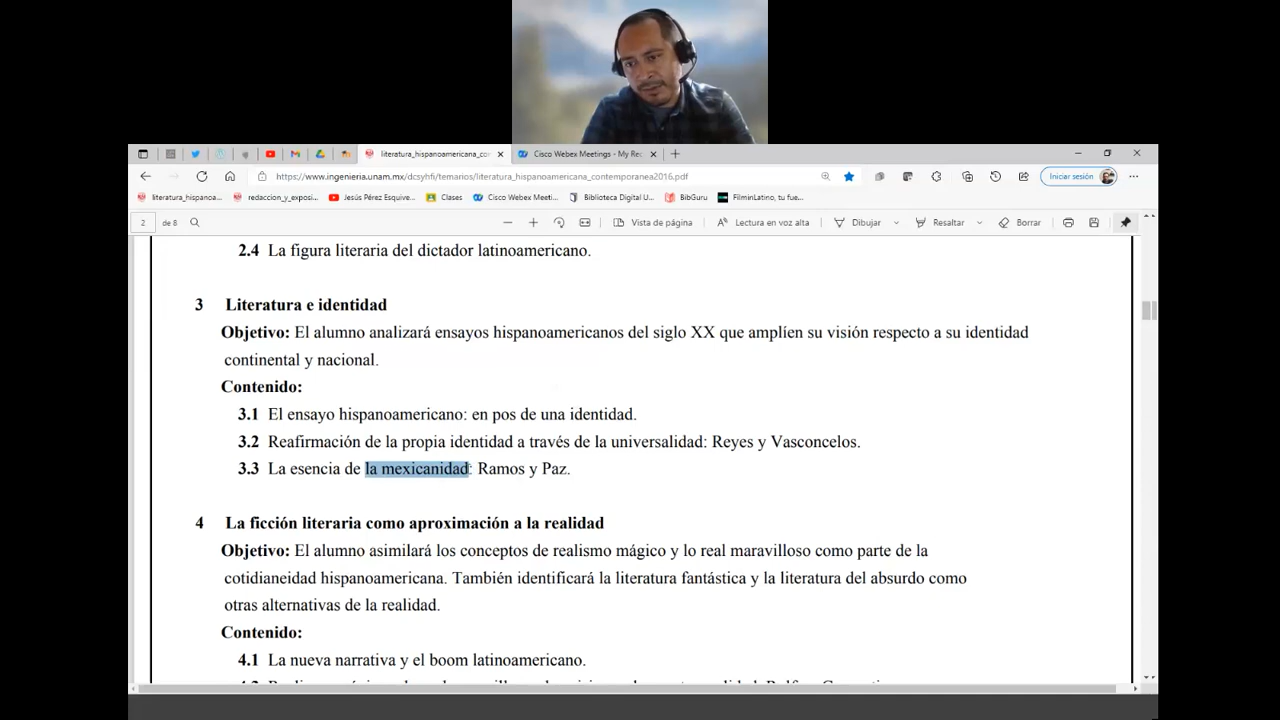 literatura_hispanoamericana_co
Cisco Webex Meetings - My Rec
https://www.ingenieria.unam.mx/dcsyhfi/temarios/literatura_hispanoamericana_contemporanea2016.pdf
Iniciar sesión
literatura_hispanoa...
redaccion_y_exposi...
Jesús Pérez Esquive...
Clases
Cisco Webex Meeti...
Biblioteca Digital U...
BibGuru
FilminLatino, tu fue...
2 de 8
Vista de página
Lectura en voz alta
Dibujar
Resaltar
Borrar
2.4 La figura literaria del dictador latinoamericano.
3 Literatura e identidad
Objetivo: El alumno analizará ensayos hispanoamericanos del siglo XX que amplíen su visión respecto a su identidad
continental y nacional.
Contenido:
3.1 El ensayo hispanoamericano: en pos de una identidad.
3.2 Reafirmación de la propia identidad a través de la universalidad: Reyes y Vasconcelos.
3.3 La esencia de la mexicanidad: Ramos y Paz.
4 La ficción literaria como aproximación a la realidad
Objetivo: El alumno asimilará los conceptos de realismo mágico y lo real maravilloso como parte de la
cotidianeidad hispanoamericana. También identificará la literatura fantástica y la literatura del absurdo como
otras alternativas de la realidad.
Contenido:
4.1 La nueva narrativa y el boom latinoamericano.